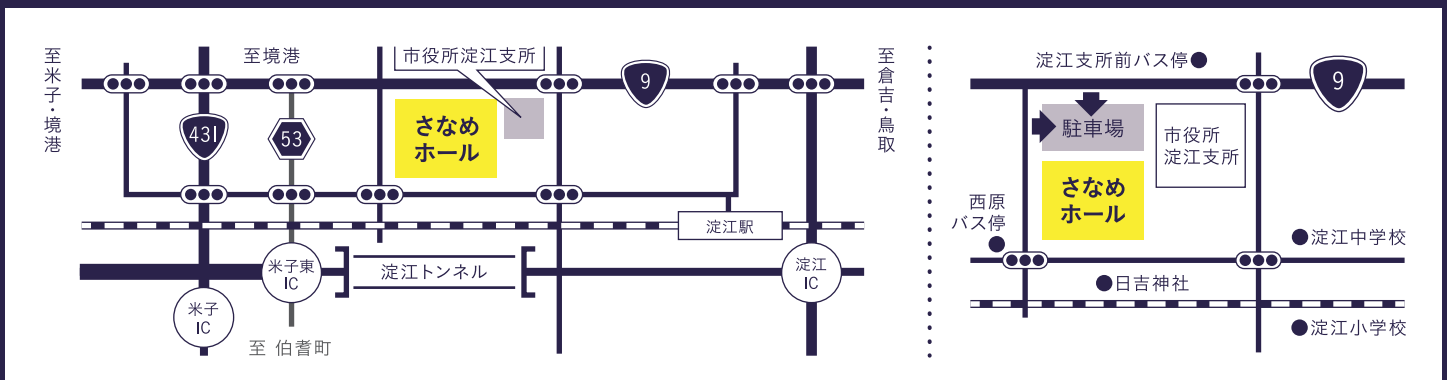 至米子・境港
至境港
市役所淀江支所
9
至倉吉・鳥取
431
53
さなめ
ホール
淀江駅
米子東
IC
淀江トンネル
淀江
IC
米子
IC
至 伯耆町
淀江支所前バス停
9
駐車場
市役所
淀江支所
さなめ
ホール
西原
バス停
淀江中学校
日吉神社
淀江小学校